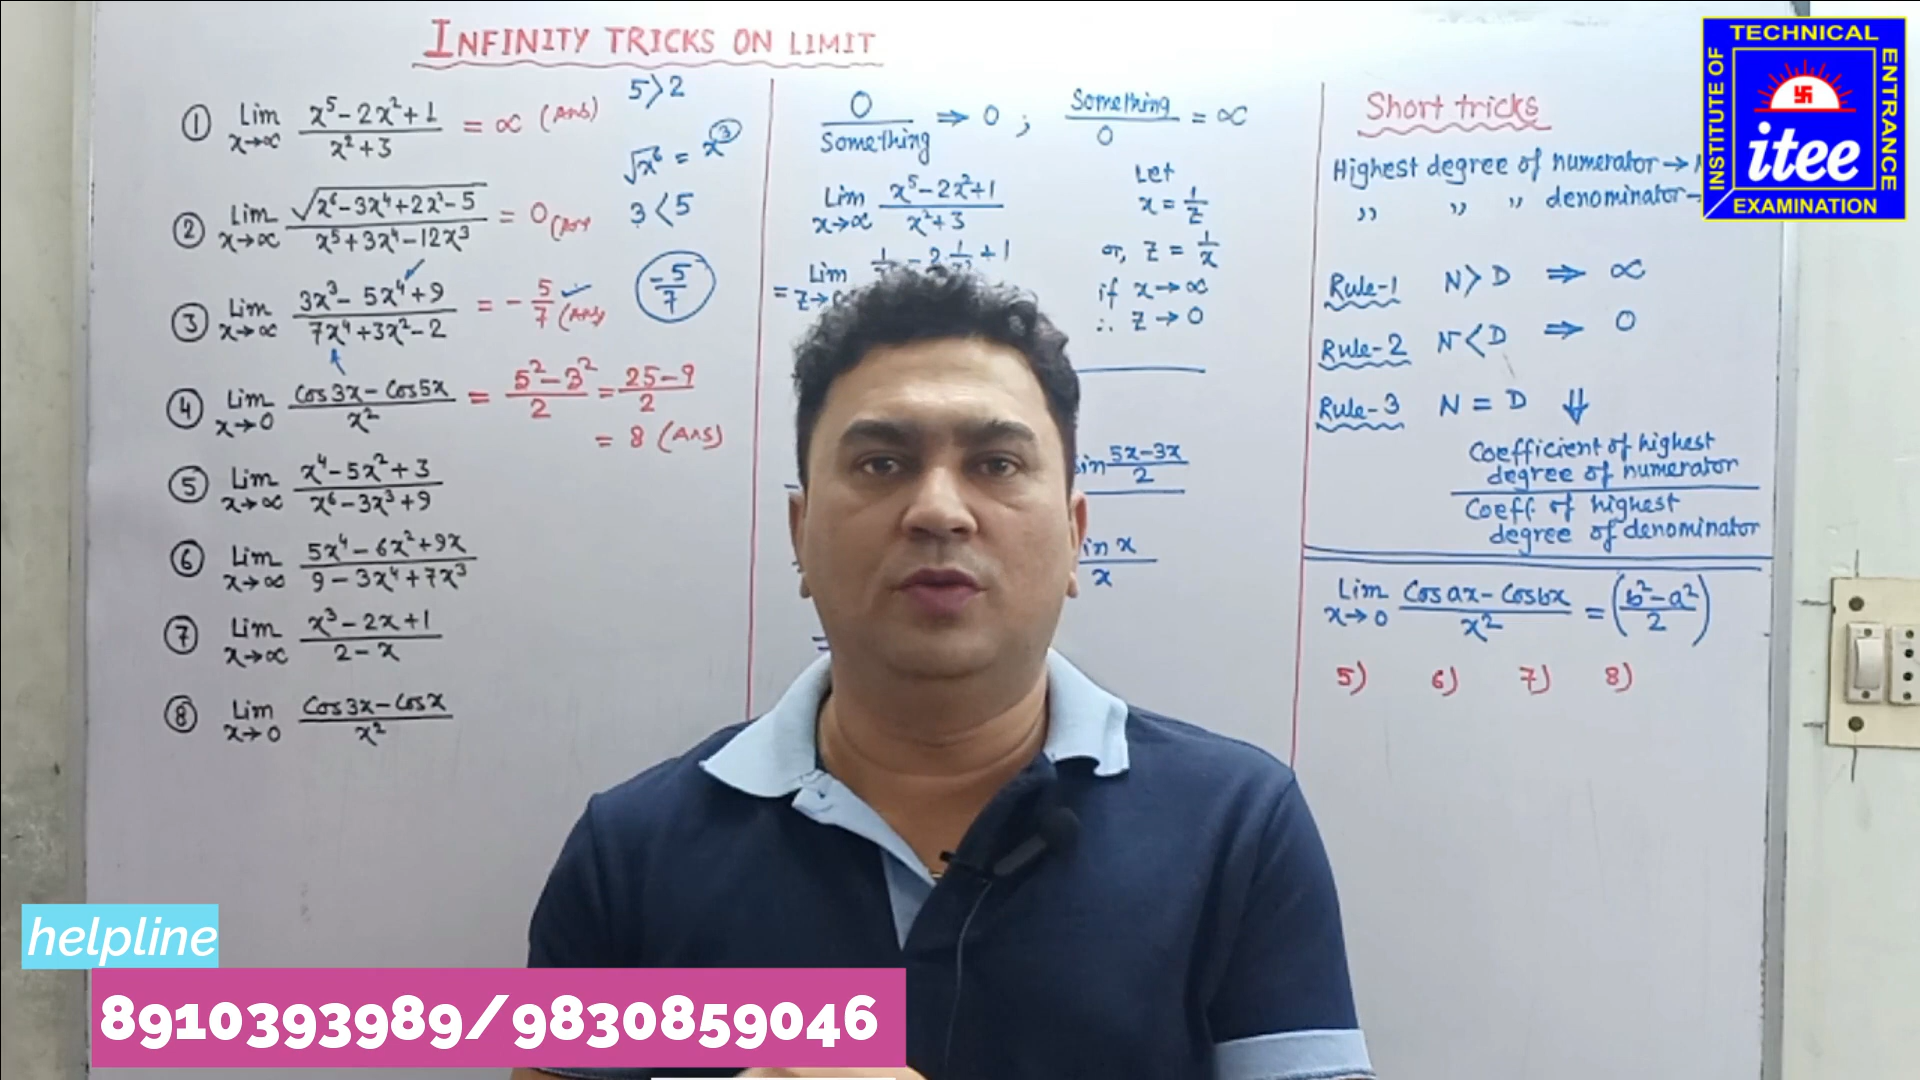 INFINITY TRICKS ON LIMIT
① Lim x→∞ (x⁵ - 2x² + 1)/(x² + 3) = ∞ (Ans)
5 > 2
√x⁶ = x³
② Lim x→∞ √(x⁶ - 3x⁴ + 2x² - 5)/(x⁵ + 3x⁴ - 12x³) = 0 (Ans
3 < 5
③ Lim x→∞ (3x³ - 5x⁴ + 9)/(7x⁴ + 3x² - 2) = - 5/7 (Ans)
-5/7
④ Lim x→0 (Cos3x - Cos5x)/x² = (5² - 3²)/2 = (25 - 9)/2
= 8 (Ans)
⑤ Lim x→∞ (x⁴ - 5x² + 3)/(x⁶ - 3x³ + 9)
⑥ Lim x→∞ (5x⁴ - 6x² + 9x)/(9 - 3x⁴ + 7x³)
⑦ Lim x→∞ (x³ - 2x + 1)/(2 - x)
⑧ Lim x→0 (Cos3x - Cosx)/x²
0/Something ⇒ 0 ; Something/0 = ∞
Lim x→∞ (x⁵ - 2x² + 1)/(x² + 3)
= Lim
Let
x = 1/z
or, z = 1/x
if x→∞
∴ z→0
5x-3x/2
x
Short tricks
Highest degree of numerator →
,, ,, ,, denominator -
Rule-1 N > D ⇒ ∞
Rule-2 N < D ⇒ 0
Rule-3 N = D ⇓
Coefficient of highest
degree of numerator
Coeff. of highest
degree of denominator
Lim x→0 (Cosax - Cosbx)/x² = ((b² - a²)/2)
5) 6) 7) 8)
INSTITUTE OF
TECHNICAL
ENTRANCE
EXAMINATION
itee
helpline
8910393989/9830859046